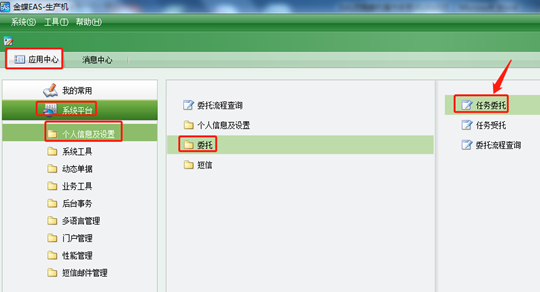 金蝶EAS-生产机
系统(S) 工具(T) 帮助(H)
应用中心 消息中心
我的常用
系统平台
个人信息及设置
系统工具
动态单据
业务工具
后台事务
多语言管理
门户管理
性能管理
短信邮件管理
委托流程查询
个人信息及设置
委托
短信
任务委托
任务受托
委托流程查询